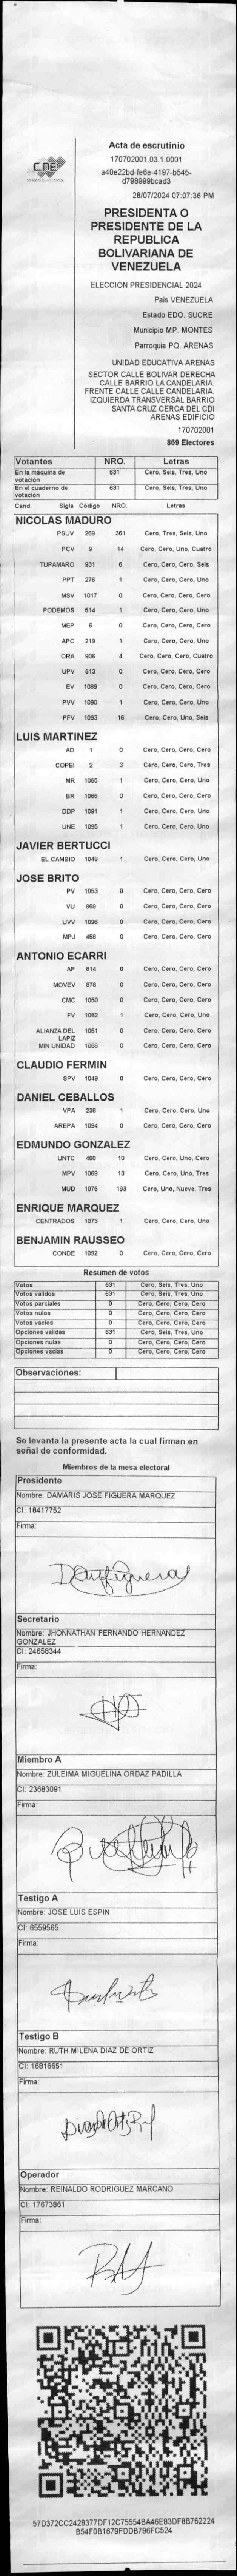 CNE
Acta de escrutinio
170702001.03.1.0001
a40e22bd-fe6e-4197-b545-
d798999bcad3
28/07/2024 07:07:36 PM
PRESIDENTA O
PRESIDENTE DE LA
REPUBLICA
BOLIVARIANA DE
VENEZUELA
ELECCIÓN PRESIDENCIAL 2024
País VENEZUELA
Estado EDO. SUCRE
Municipio MP. MONTES
Parroquia PQ. ARENAS
UNIDAD EDUCATIVA ARENAS
SECTOR CALLE BOLIVAR DERECHA
CALLE BARRIO LA CANDELARIA.
FRENTE CALLE CALLE CANDELARIA.
IZQUIERDA TRANSVERSAL BARRIO
SANTA CRUZ CERCA DEL CDI
ARENAS EDIFICIO
170702001
869 Electores
Votantes NRO. Letras
En la máquina de votación 631 Cero, Seis, Tres, Uno
En el cuaderno de votación 631 Cero, Seis, Tres, Uno
Cand. Sigla Código NRO. Letras
NICOLAS MADURO
PSUV 269 361 Cero, Tres, Seis, Uno
PCV 9 14 Cero, Cero, Uno, Cuatro
TUPAMARO 931 6 Cero, Cero, Cero, Seis
PPT 276 1 Cero, Cero, Cero, Uno
MSV 1017 0 Cero, Cero, Cero, Cero
PODEMOS 614 1 Cero, Cero, Cero, Uno
MEP 6 0 Cero, Cero, Cero, Cero
APC 219 1 Cero, Cero, Cero, Uno
ORA 906 4 Cero, Cero, Cero, Cuatro
UPV 513 0 Cero, Cero, Cero, Cero
EV 1089 0 Cero, Cero, Cero, Cero
PVV 1090 1 Cero, Cero, Cero, Uno
PFV 1093 16 Cero, Cero, Uno, Seis
LUIS MARTINEZ
AD 1 0 Cero, Cero, Cero, Cero
COPEI 2 3 Cero, Cero, Cero, Tres
MR 1065 1 Cero, Cero, Cero, Uno
BR 1066 0 Cero, Cero, Cero, Cero
DDP 1091 1 Cero, Cero, Cero, Uno
UNE 1095 1 Cero, Cero, Cero, Uno
JAVIER BERTUCCI
EL CAMBIO 1048 1 Cero, Cero, Cero, Uno
JOSE BRITO
PV 1053 0 Cero, Cero, Cero, Cero
VU 868 0 Cero, Cero, Cero, Cero
UVV 1096 0 Cero, Cero, Cero, Cero
MPJ 458 0 Cero, Cero, Cero, Cero
ANTONIO ECARRI
AP 814 0 Cero, Cero, Cero, Cero
MOVEV 878 0 Cero, Cero, Cero, Cero
CMC 1050 0 Cero, Cero, Cero, Cero
FV 1062 1 Cero, Cero, Cero, Uno
ALIANZA DEL LAPIZ 1051 0 Cero, Cero, Cero, Cero
MIN UNIDAD 1088 0 Cero, Cero, Cero, Cero
CLAUDIO FERMIN
SPV 1049 0 Cero, Cero, Cero, Cero
DANIEL CEBALLOS
VPA 236 1 Cero, Cero, Cero, Uno
AREPA 1094 0 Cero, Cero, Cero, Cero
EDMUNDO GONZALEZ
UNTC 460 10 Cero, Cero, Uno, Cero
MPV 1069 13 Cero, Cero, Uno, Tres
MUD 1075 193 Cero, Uno, Nueve, Tres
ENRIQUE MARQUEZ
CENTRADOS 1073 1 Cero, Cero, Cero, Uno
BENJAMIN RAUSSEO
CONDE 1092 0 Cero, Cero, Cero, Cero
Resumen de votos
Votos 631 Cero, Seis, Tres, Uno
Votos validos 631 Cero, Seis, Tres, Uno
Votos parciales 0 Cero, Cero, Cero, Cero
Votos nulos 0 Cero, Cero, Cero, Cero
Votos vacios 0 Cero, Cero, Cero, Cero
Opciones validas 631 Cero, Seis, Tres, Uno
Opciones nulas 0 Cero, Cero, Cero, Cero
Opciones vacias 0 Cero, Cero, Cero, Cero
Observaciones:
Se levanta la presente acta la cual firman en
señal de conformidad.
Miembros de la mesa electoral
Presidente
Nombre: DAMARIS JOSE FIGUERA MARQUEZ
CI: 18417752
Firma:
Secretario
Nombre: JHONNATHAN FERNANDO HERNANDEZ
GONZALEZ
CI: 24658344
Firma:
Miembro A
Nombre: ZULEIMA MIGUELINA ORDAZ PADILLA
CI: 23683091
Firma:
Testigo A
Nombre: JOSE LUIS ESPIN
CI: 6559565
Firma:
Testigo B
Nombre: RUTH MILENA DIAZ DE ORTIZ
CI: 16816651
Firma:
Operador
Nombre: REINALDO RODRIGUEZ MARCANO
CI: 17673861
Firma:
57D372CC2428377DF12C75554BA46E83DF8B762224
B54F0B1679FDDB796FC524